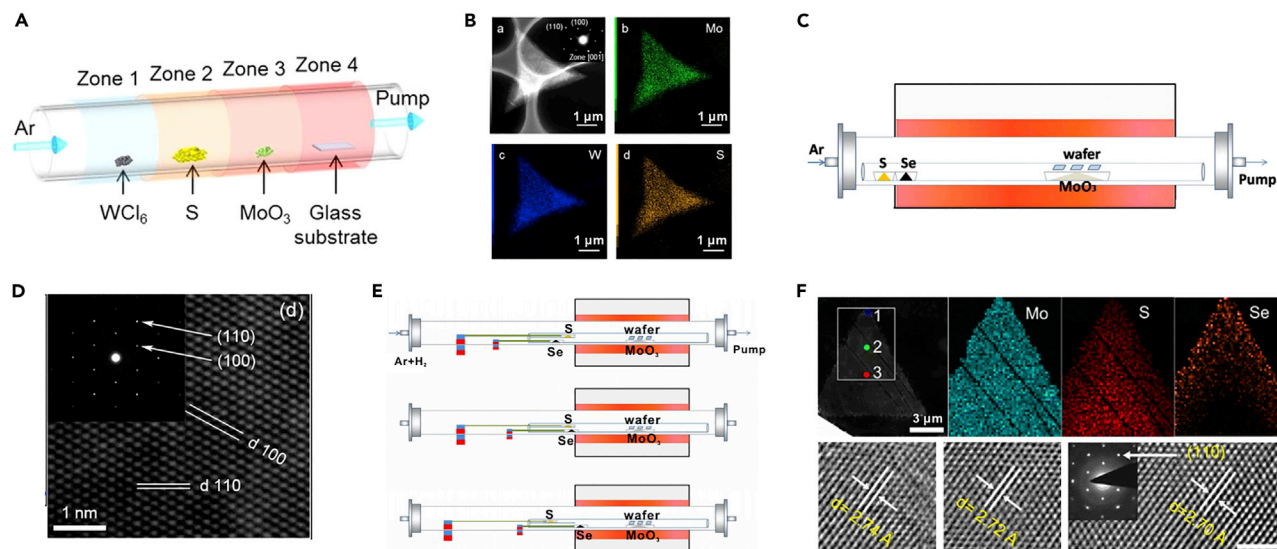 A
Zone 1
Zone 2
Zone 3
Zone 4
Ar
Pump
WCl₆
S
MoO₃
Glass
substrate
B
a
(110)
(100)
Zone [001]
1 µm
b
Mo
1 µm
c
W
1 µm
d
S
1 µm
C
Ar
S
Se
wafer
MoO₃
Pump
D
(d)
(110)
(100)
d 100
d 110
1 nm
E
S
wafer
Ar+H₂
Se
MoO₃
Pump
S
wafer
Se
MoO₃
S
wafer
Se
MoO₃
F
1
2
3
3 µm
Mo
S
Se
d= 2.74 Å
d= 2.72 Å
(110)
d= 2.70 Å